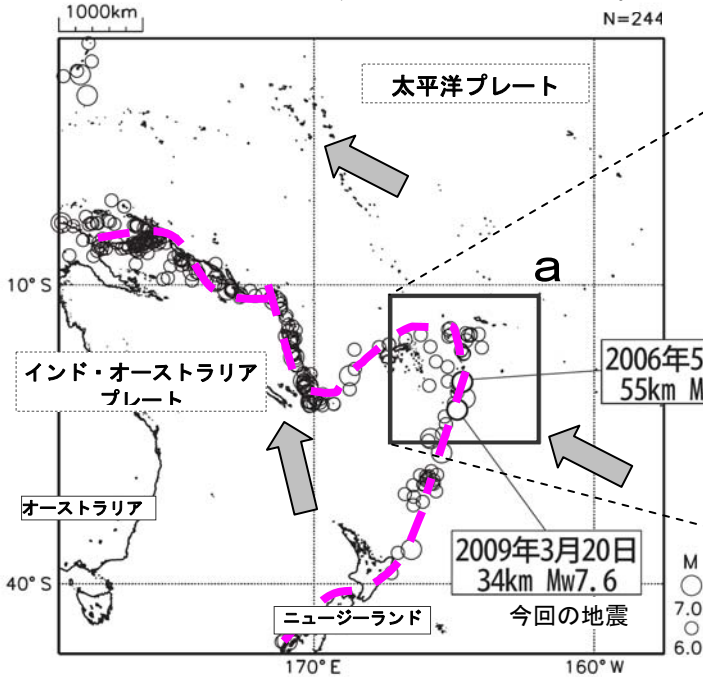 1000km
N=244
太平洋プレート
a
10°S
インド・オーストラリア
プレート
2006年5
55km M
オーストラリア
2009年3月20日
34km Mw7.6
今回の地震
40°S
ニュージーランド
M
7.0
6.0
170°E
160°W